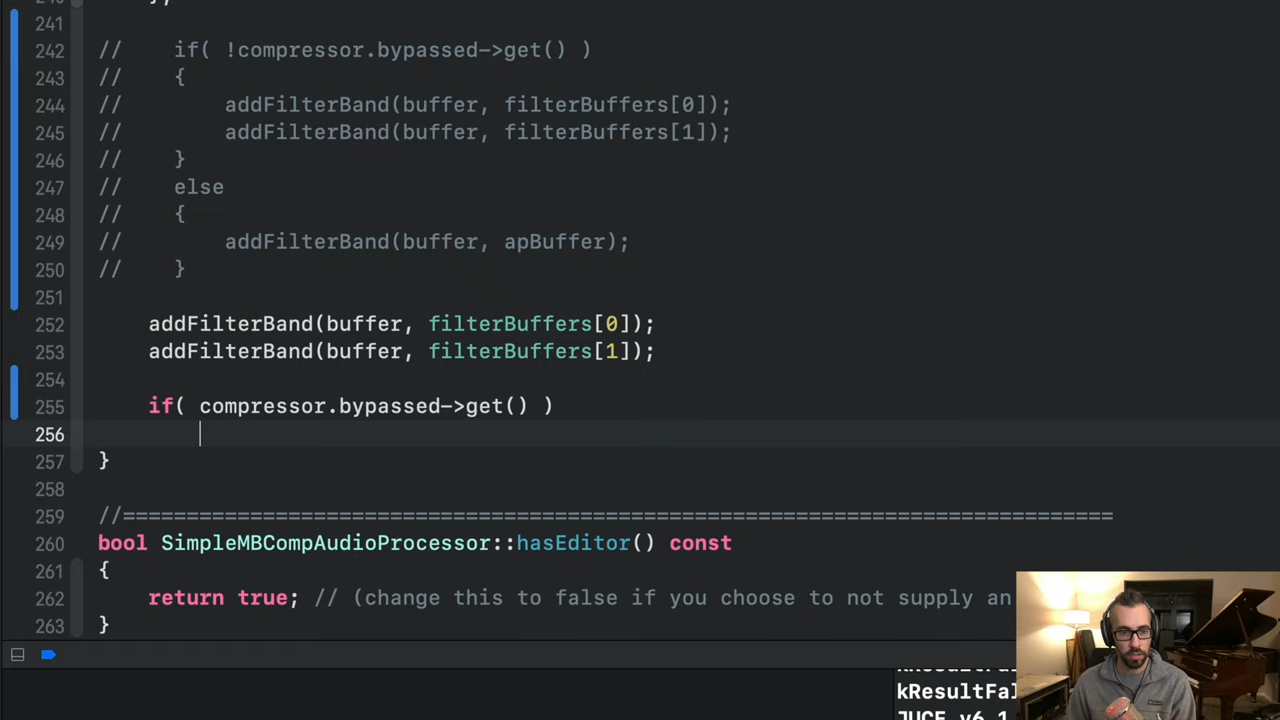 241
242 //      if( !compressor.bypassed->get() )
243 //      {
244 //          addFilterBand(buffer, filterBuffers[0]);
245 //          addFilterBand(buffer, filterBuffers[1]);
246 //      }
247 //      else
248 //      {
249 //          addFilterBand(buffer, apBuffer);
250 //      }
251
252     addFilterBand(buffer, filterBuffers[0]);
253     addFilterBand(buffer, filterBuffers[1]);
254
255     if( compressor.bypassed->get() )
256
257 }
258
259 //==============================================================================
260 bool SimpleMBCompAudioProcessor::hasEditor() const
261 {
262     return true; // (change this to false if you choose to not supply an
263 }
kResultFal